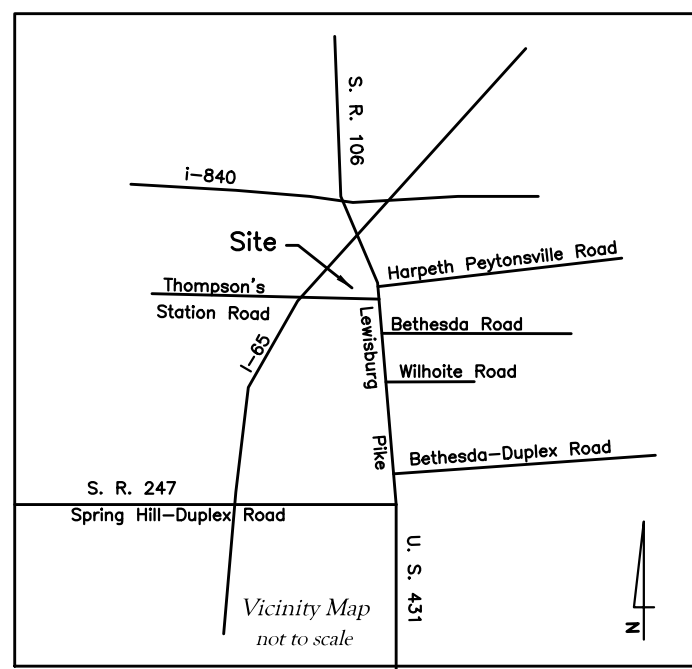 S. R. 106
i-840
Site
Harpeth Peytonsville Road
Thompson's
Station Road
Lewisburg
Bethesda Road
I-65
Wilhoite Road
Pike
Bethesda-Duplex Road
S. R. 247
Spring Hill-Duplex Road
U. S. 431
Vicinity Map
not to scale
N